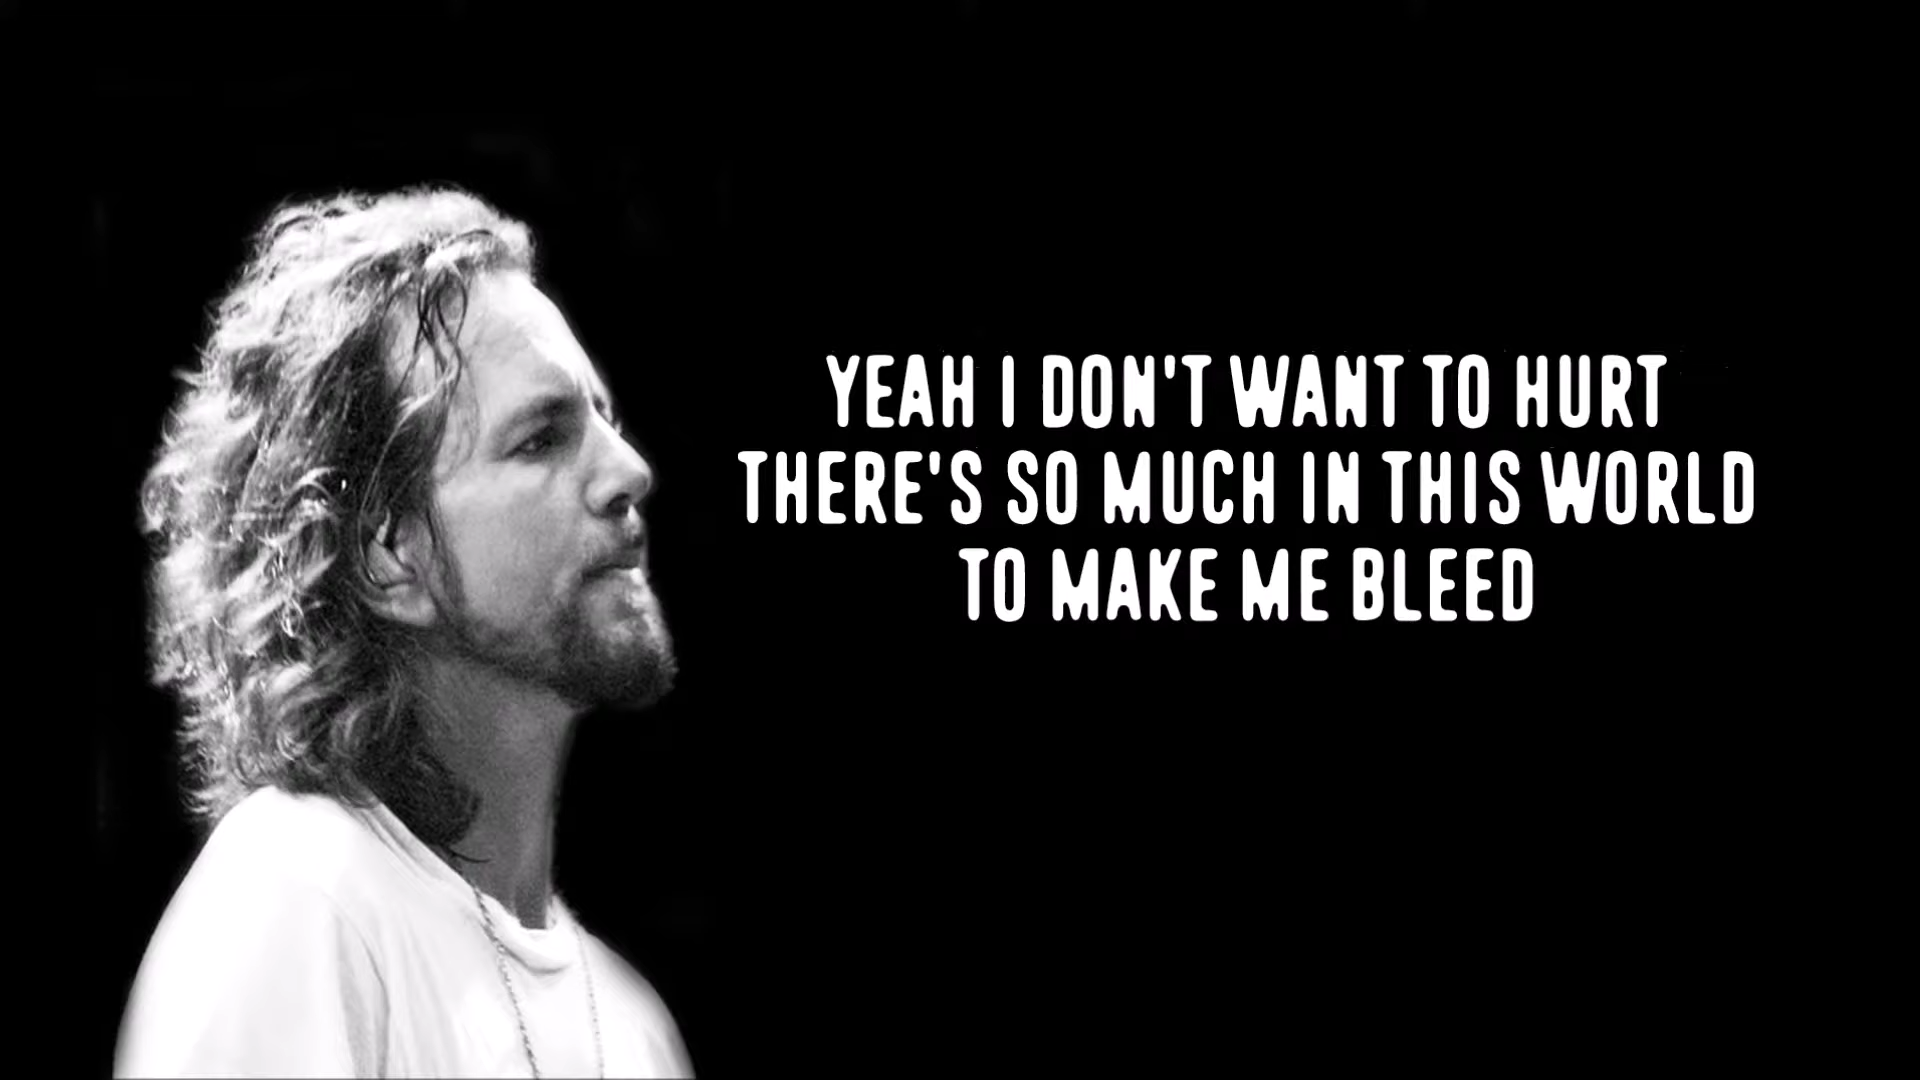 YEAH I DON'T WANT TO HURT
THERE'S SO MUCH IN THIS WORLD
TO MAKE ME BLEED